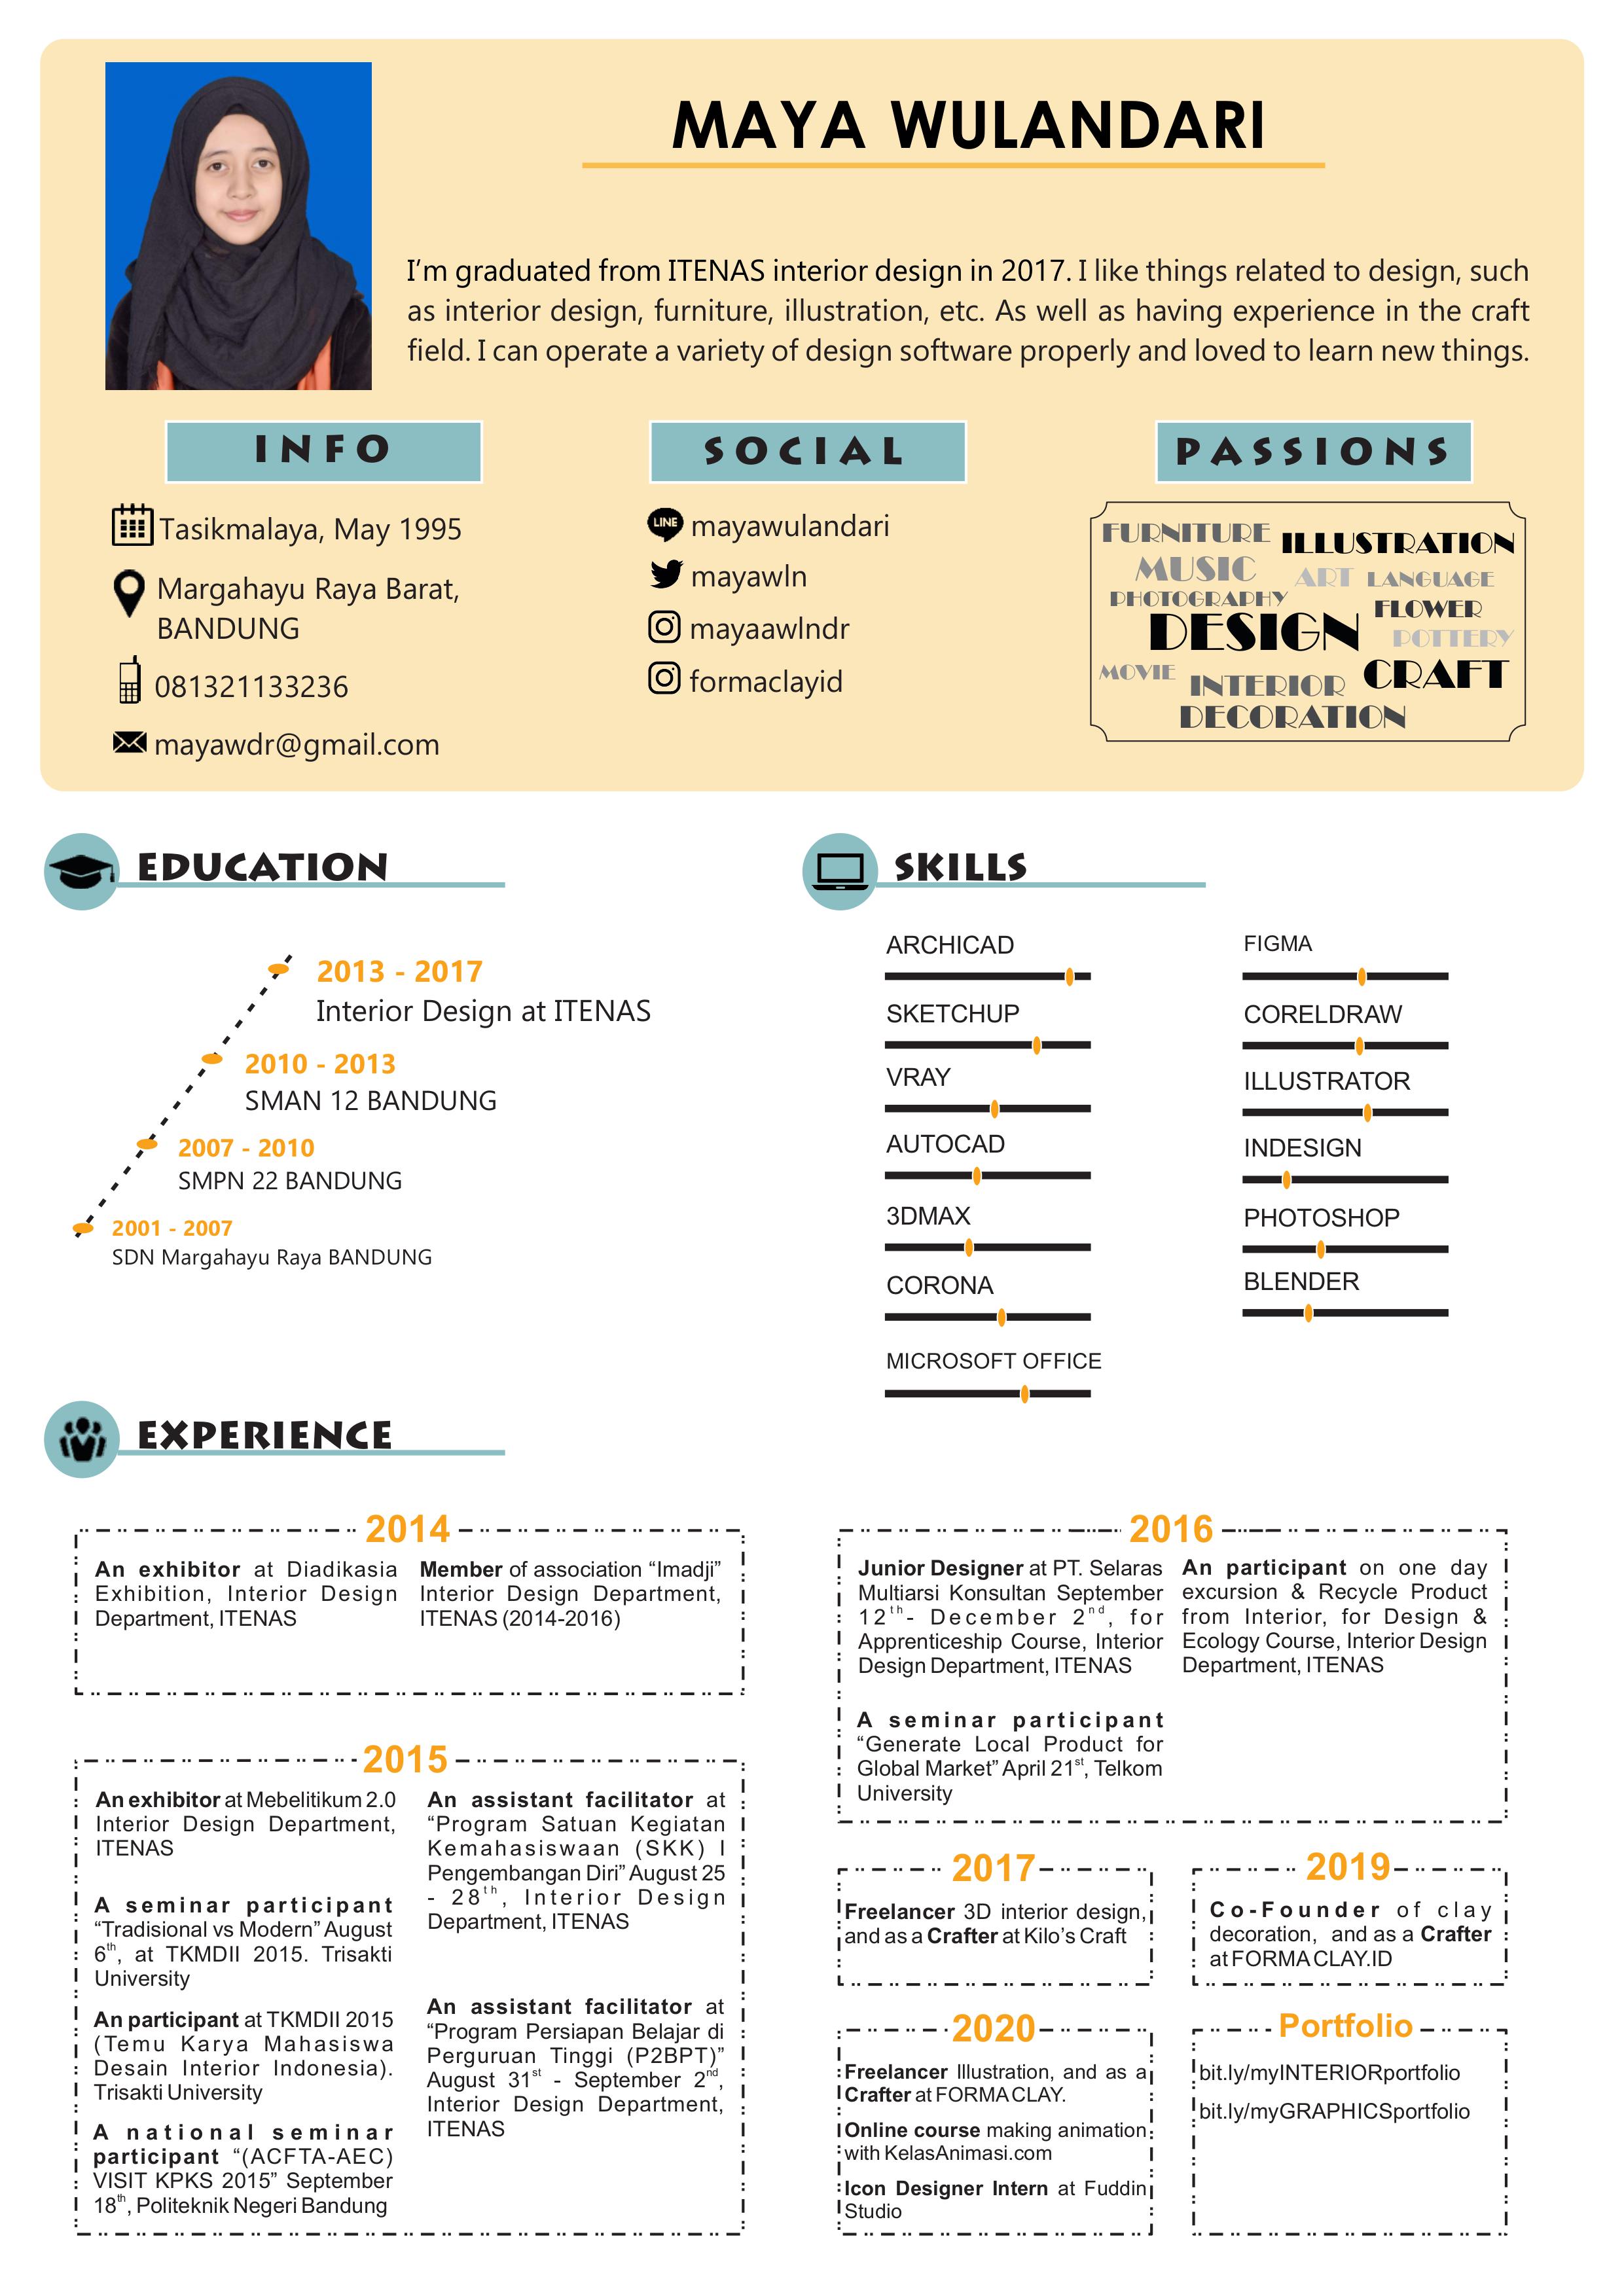 MAYA WULANDARI
I'm graduated from ITENAS interior design in 2017. I like things related to design, such
as interior design, furniture, illustration, etc. As well as having experience in the craft
field. I can operate a variety of design software properly and loved to learn new things.
INFO
Tasikmalaya, May 1995
Margahayu Raya Barat,
BANDUNG
081321133236
mayawdr@gmail.com
SOCIAL
LINE mayawulandari
mayawln
mayaawlndr
formaclayid
PASSIONS
FURNITURE
ILLUSTRATION
MUSIC
ART
LANGUAGE
PHOTOGRAPHY
FLOWER
DESIGN
POTTERY
MOVIE
INTERIOR
CRAFT
DECORATION
EDUCATION
2013 - 2017
Interior Design at ITENAS
2010 - 2013
SMAN 12 BANDUNG
2007 - 2010
SMPN 22 BANDUNG
2001 - 2007
SDN Margahayu Raya BANDUNG
SKILLS
ARCHICAD
SKETCHUP
VRAY
AUTOCAD
3DMAX
CORONA
MICROSOFT OFFICE
FIGMA
CORELDRAW
ILLUSTRATOR
INDESIGN
PHOTOSHOP
BLENDER
EXPERIENCE
2014
An exhibitor at Diadikasia
Exhibition, Interior Design
Department, ITENAS
Member of association “Imadji”
Interior Design Department,
ITENAS (2014-2016)
2015
An exhibitor at Mebelitikum 2.0
Interior Design Department,
ITENAS
A seminar participant
“Tradisional vs Modern” August
6th, at TKMDII 2015. Trisakti
University
An participant at TKMDII 2015
(Temu Karya Mahasiswa
Desain Interior Indonesia).
Trisakti University
A national seminar
participant “(ACFTA-AEC)
VISIT KPKS 2015” September
18th, Politeknik Negeri Bandung
An assistant facilitator at
“Program Satuan Kegiatan
Kemahasiswaan (SKK) I
Pengembangan Diri” August 25
- 28th, Interior Design
Department, ITENAS
An assistant facilitator at
“Program Persiapan Belajar di
Perguruan Tinggi (P2BPT)”
August 31st - September 2nd,
Interior Design Department,
ITENAS
2016
Junior Designer at PT. Selaras
Multiarsi Konsultan September
12th- December 2nd, for
Apprenticeship Course, Interior
Design Department, ITENAS
A seminar participant
“Generate Local Product for
Global Market” April 21st, Telkom
University
An participant on one day
excursion & Recycle Product
from Interior, for Design &
Ecology Course, Interior Design
Department, ITENAS
2017
Freelancer 3D interior design,
and as a Crafter at Kilo's Craft
2019
Co-Founder of clay
decoration, and as a Crafter
at FORMA CLAY.ID
2020
Freelancer Illustration, and as a
Crafter at FORMA CLAY.
Online course making animation
with KelasAnimasi.com
Icon Designer Intern at Fuddin
Studio
Portfolio
bit.ly/myINTERIORportfolio
bit.ly/myGRAPHICSportfolio